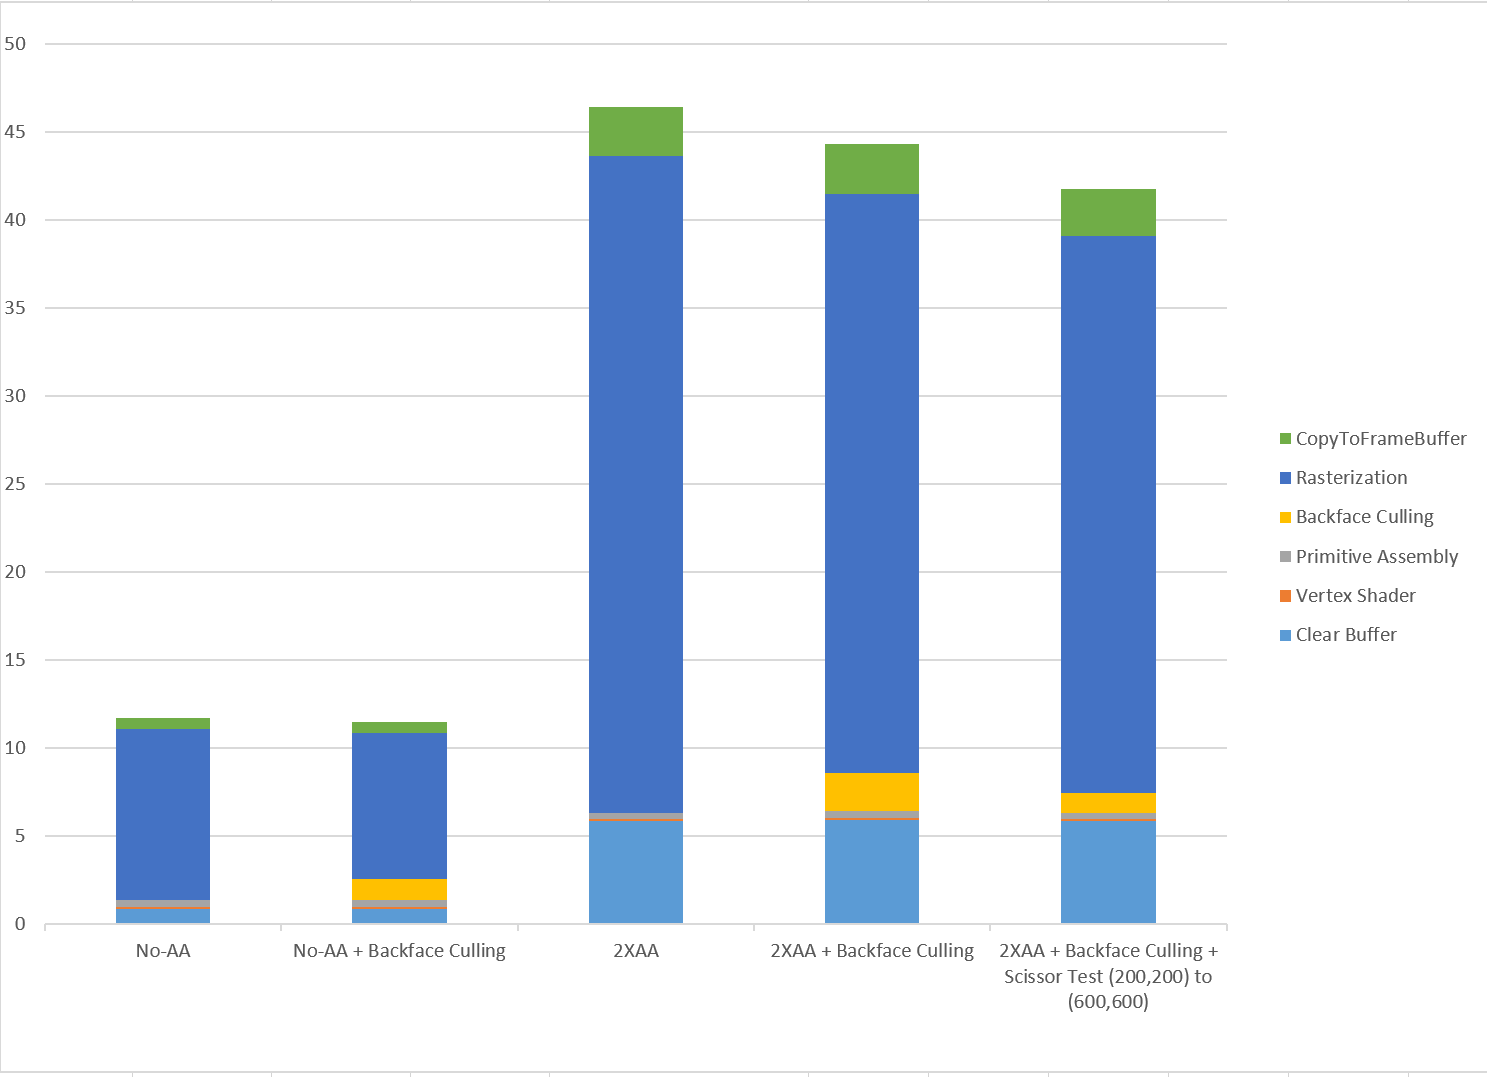 50
45
40
35
30
25
20
15
10
5
0
No-AA
No-AA + Backface Culling
2XAA
2XAA + Backface Culling
2XAA + Backface Culling +
Scissor Test (200,200) to
(600,600)
CopyToFrameBuffer
Rasterization
Backface Culling
Primitive Assembly
Vertex Shader
Clear Buffer